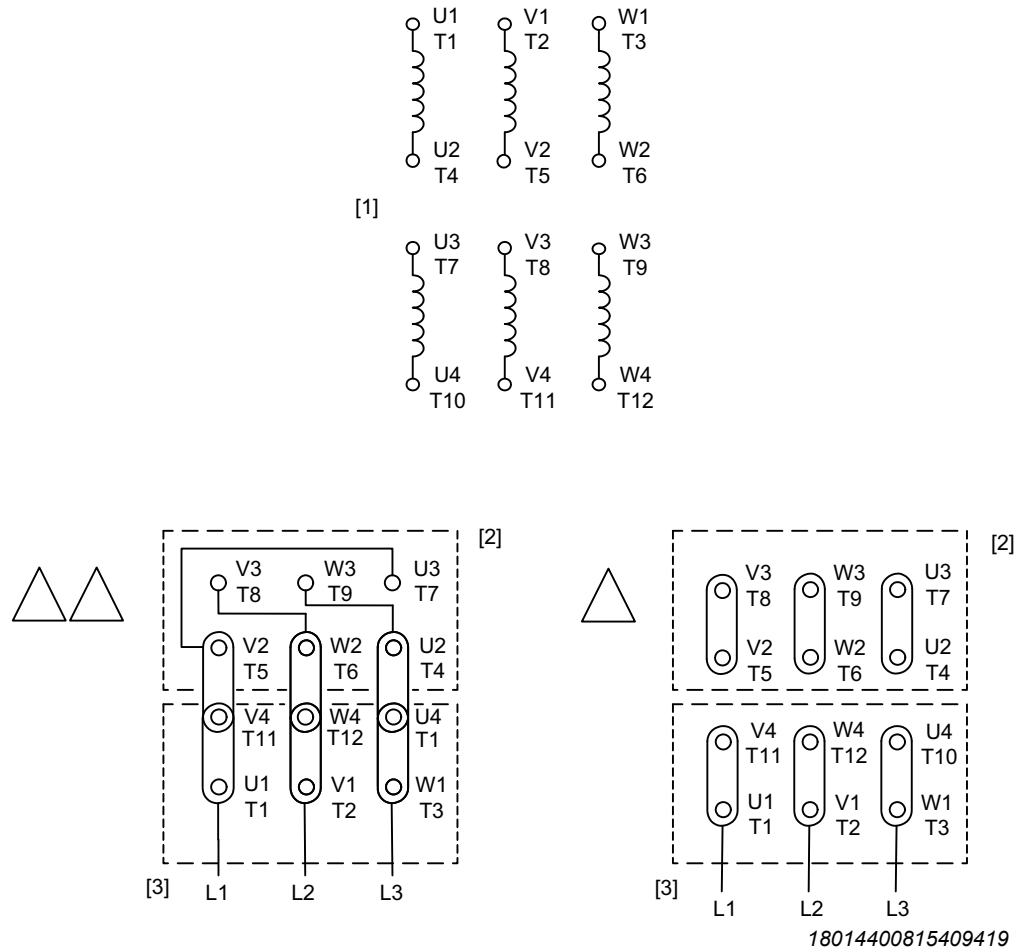 U1 V1 W1
T1 T2 T3
U2 V2 W2
T4 T5 T6
[1]
U3 V3 W3
T7 T8 T9
U4 V4 W4
T10 T11 T12
[2]
V3 W3 U3
T8 T9 T7
V2 W2 U2
T5 T6 T4
V4 W4 U4
T11 T12 T1
U1 V1 W1
T1 T2 T3
[3] L1 L2 L3
[2]
V3 W3 U3
T8 T9 T7
V2 W2 U2
T5 T6 T4
V4 W4 U4
T11 T12 T10
U1 V1 W1
T1 T2 T3
[3]
L1 L2 L3
18014400815409419